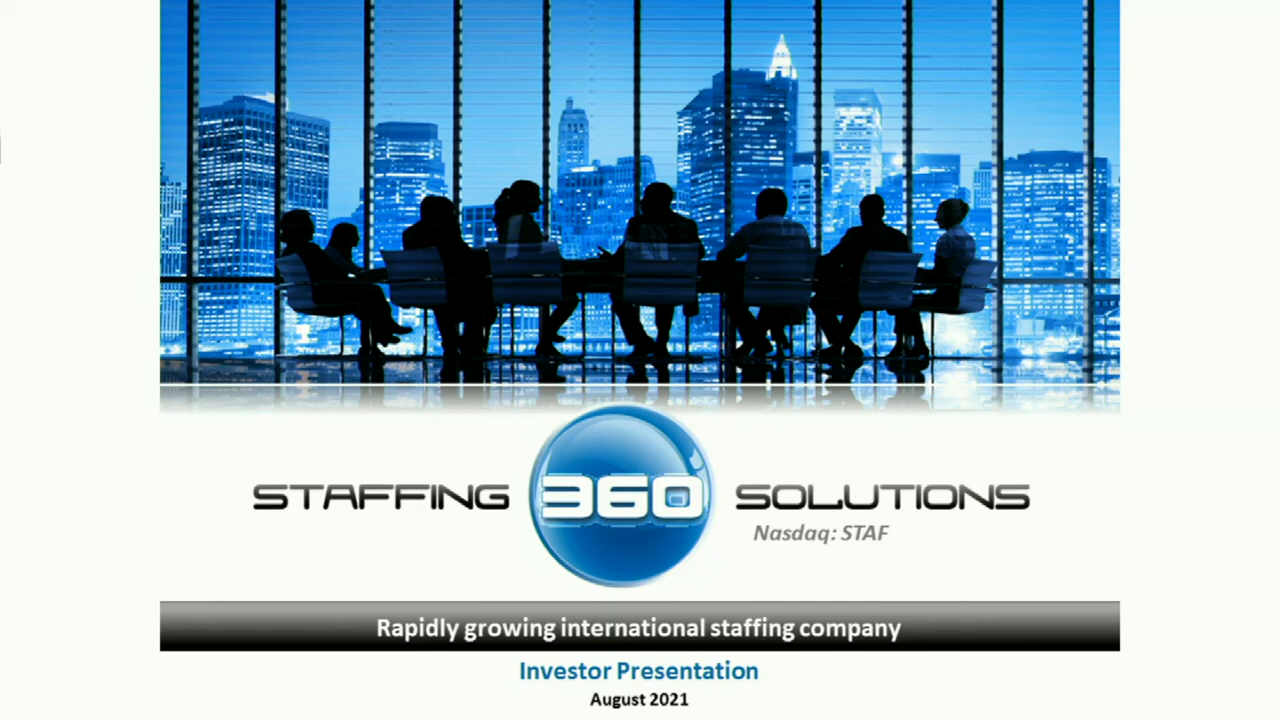 STAFFING 360 SOLUTIONS
Nasdaq: STAF
Rapidly growing international staffing company
Investor Presentation
August 2021